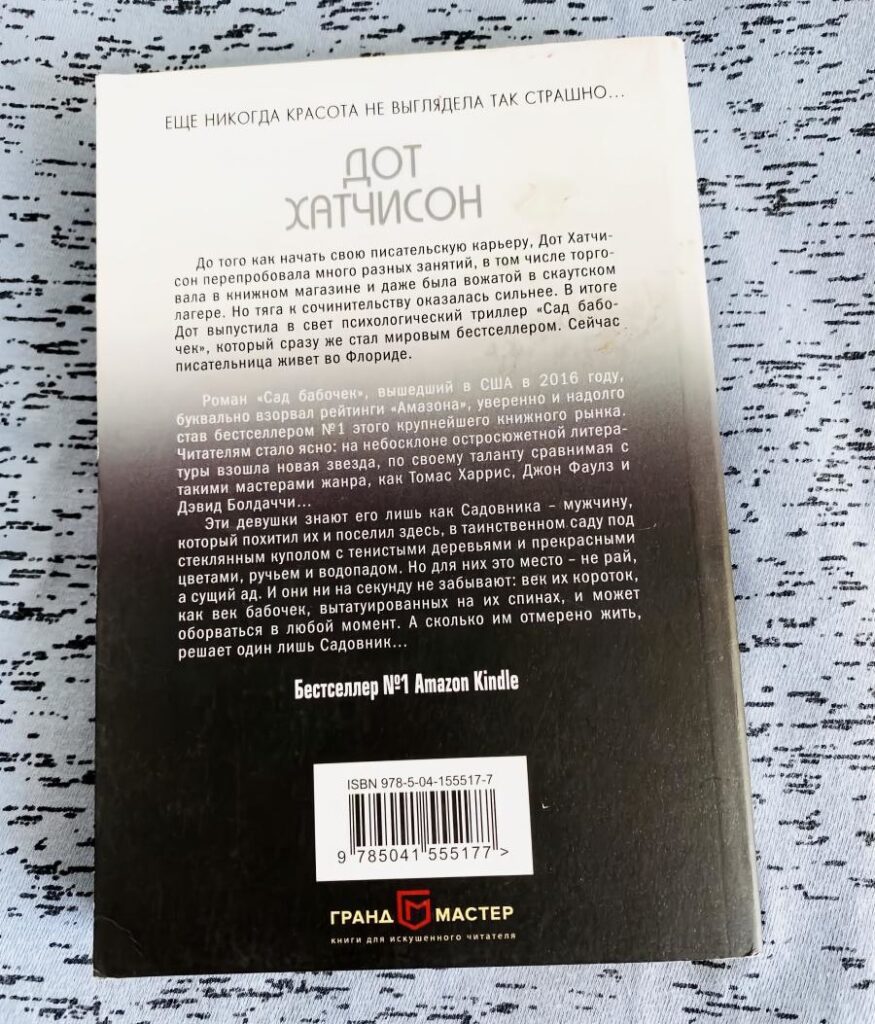 ЕЩЕ НИКОГДА КРАСОТА НЕ ВЫГЛЯДЕЛА ТАК СТРАШНО...
ДОТ
ХАТЧИСОН
До того как начать свою писательскую карьеру, Дот Хатчи-
сон перепробовала много разных занятий, в том числе торго-
вала в книжном магазине и даже была вожатой в скаутском
лагере. Но тяга к сочинительству оказалась сильнее. В итоге
Дот выпустила в свет психологический триллер «Сад бабо-
чек», который сразу же стал мировым бестселлером. Сейчас
писательница живет во Флориде.
Роман «Сад бабочек», вышедший в США в 2016 году,
буквально взорвал рейтинги «Амазона», уверенно и надолго
став бестселлером №1 этого крупнейшего книжного рынка.
Читателям стало ясно: на небосклоне остросюжетной литера-
туры взошла новая звезда, по своему таланту сравнимая с
такими мастерами жанра, как Томас Харрис, Джон Фаулз и
Дэвид Болдаччи...
Эти девушки знают его лишь как Садовника – мужчину,
который похитил их и поселил здесь, в таинственном саду под
стеклянным куполом с тенистыми деревьями и прекрасными
цветами, ручьем и водопадом. Но для них это место – не рай,
а сущий ад. И они ни на секунду не забывают: век их короток,
как век бабочек, вытатуированных на их спинах, и может
оборваться в любой момент. А сколько им отмерено жить,
решает один лишь Садовник...
Бестселлер №1 Amazon Kindle
ISBN 978-5-04-155517-7
9 785041 555177 >
ГРАНД М МАСТЕР
книги для искушенного читателя